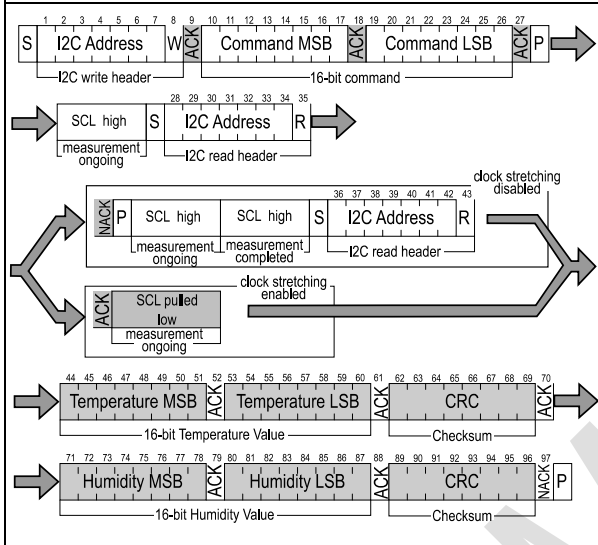 1 2 3 4 5 6 7 8 9 10 11 12 13 14 15 16 17 18 19 20 21 22 23 24 25 26 27
S I2C Address W ACK Command MSB ACK Command LSB ACK P
I2C write header 16-bit command
28 29 30 31 32 33 34 35
SCL high S I2C Address R
measurement ongoing I2C read header
clock stretching disabled
36 37 38 39 40 41 42 43
NACK P SCL high SCL high S I2C Address R
measurement ongoing measurement completed I2C read header
clock stretching enabled
ACK SCL pulled low
measurement ongoing
44 45 46 47 48 49 50 51 52 53 54 55 56 57 58 59 60 61 62 63 64 65 66 67 68 69 70
Temperature MSB ACK Temperature LSB ACK CRC ACK
16-bit Temperature Value Checksum
71 72 73 74 75 76 77 78 79 80 81 82 83 84 85 86 87 88 89 90 91 92 93 94 95 96 97
Humidity MSB ACK Humidity LSB ACK CRC NACK P
16-bit Humidity Value Checksum